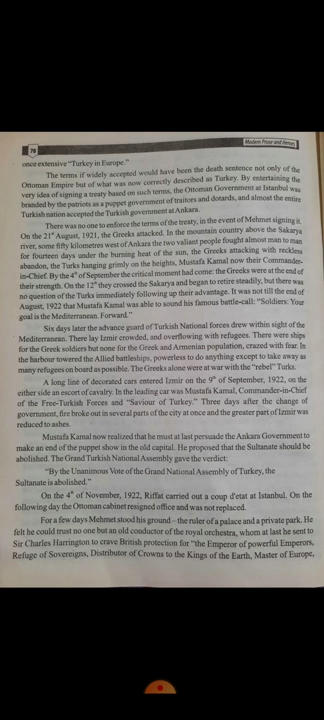 78
Modern Prose and Heroes
once extensive "Turkey in Europe."
The terms if widely accepted would have been the death sentence not only of the
Ottoman Empire but of what was now correctly described as Turkey. By entertaining the
very idea of signing a treaty based on such terms, the Ottoman Government at Istanbul was
branded by the patriots as a puppet government of traitors and dotards, and almost the entire
Turkish nation accepted the Turkish government at Ankara.
There was no one to enforce the terms of the treaty, in the event of Mehmet signing it.
On the 21st August, 1921, the Greeks attacked. In the mountain country above the Sakarya
river, some fifty kilometres west of Ankara the two valiant people fought almost man to man
for fourteen days under the burning heat of the sun, the Greeks attacking with reckless
abandon, the Turks hanging grimly on the heights, Mustafa Kamal now their Commander-
in-Chief. By the 4th of September the critical moment had come: the Greeks were at the end of
their strength. On the 12th they crossed the Sakarya and began to retire steadily, but there was
no question of the Turks immediately following up their advantage. It was not till the end of
August, 1922 that Mustafa Kamal was able to sound his famous battle-call: "Soldiers: Your
goal is the Mediterranean. Forward."
Six days later the advance guard of Turkish National forces drew within sight of the
Mediterranean. There lay Izmir crowded, and overflowing with refugees. There were ships
for the Greek soldiers but none for the Greek and Armenian population, crazed with fear. In
the harbour towered the Allied battleships, powerless to do anything except to take away as
many refugees on board as possible. The Greeks alone were at war with the "rebel" Turks.
A long line of decorated cars entered Izmir on the 9th of September, 1922, on the
either side an escort of cavalry. In the leading car was Mustafa Kamal, Commander-in-Chief
of the Free-Turkish Forces and "Saviour of Turkey." Three days after the change of
government, fire broke out in several parts of the city at once and the greater part of Izmir was
reduced to ashes.
Mustafa Kamal now realized that he must at last persuade the Ankara Government to
make an end of the puppet show in the old capital. He proposed that the Sultanate should be
abolished. The Grand Turkish National Assembly gave the verdict:
"By the Unanimous Vote of the Grand National Assembly of Turkey, the
Sultanate is abolished."
On the 4th of November, 1922, Riffat carried out a coup d'etat at Istanbul. On the
following day the Ottoman cabinet resigned office and was not replaced.
For a few days Mehmet stood his ground – the ruler of a palace and a private park. He
felt he could trust no one but an old conductor of the royal orchestra, whom at last he sent to
Sir Charles Harrington to crave British protection for "the Emperor of powerful Emperors,
Refuge of Sovereigns, Distributor of Crowns to the Kings of the Earth, Master of Europe,